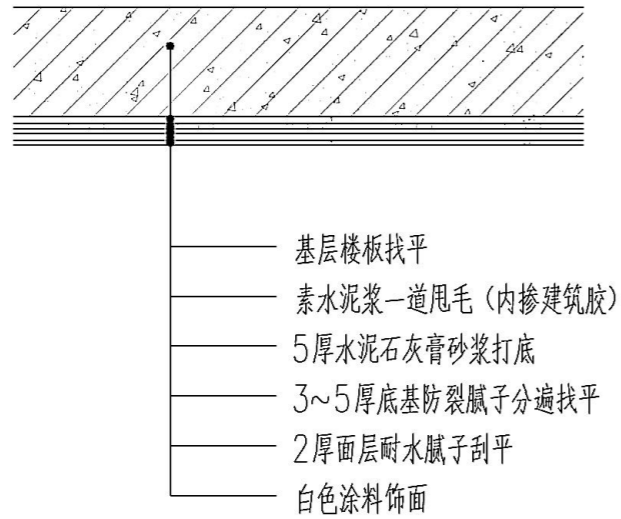 基层楼板找平
素水泥浆一道甩毛（内掺建筑胶）
5厚水泥石灰膏砂浆打底
3~5厚底基防裂腻子分遍找平
2厚面层耐水腻子刮平
白色涂料饰面